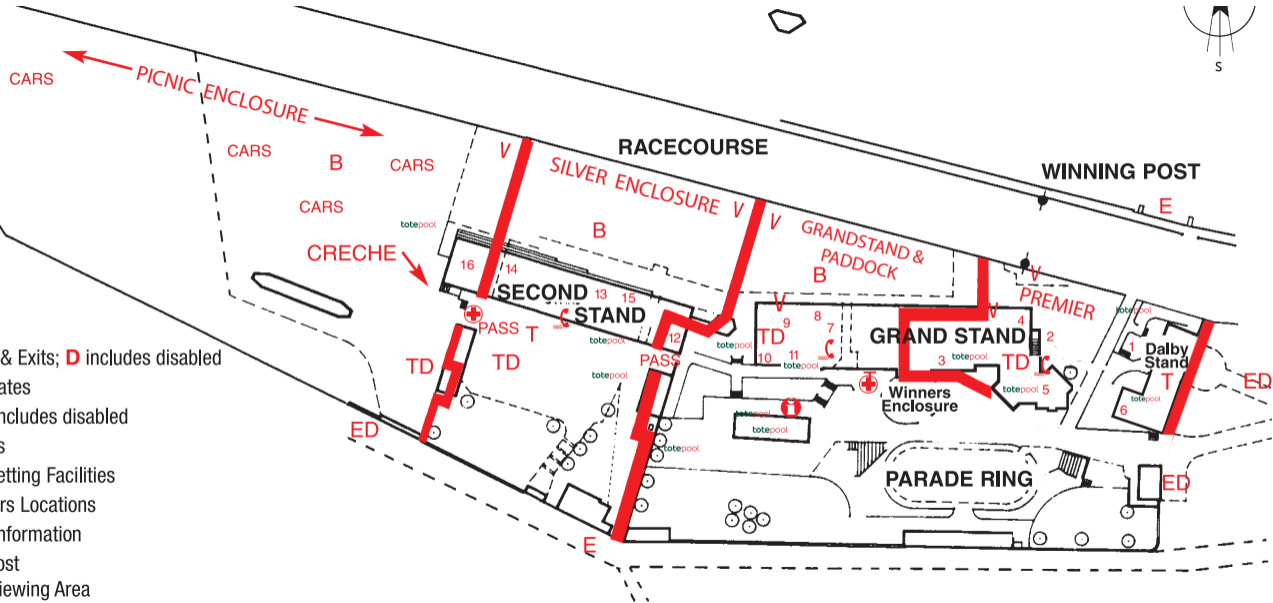 S
CARS
PICNIC ENCLOSURE
CARS
B
CARS
CARS
totepool
CRECHE
RACECOURSE
WINNING POST
E
V
SILVER ENCLOSURE
V
V
B
GRANDSTAND &
PADDOCK
B
V
PREMIER
16
14
SECOND
STAND
13
15
12
PASS
T
TD
TD
totepool
totepool
PASS
totepool
totepool
V
TD
9
8
7
10
11
totepool
V
4
GRAND STAND
2
3
totepool
TD
totepool
5
T
Winners
Enclosure
totepool
1
Dalby
Stand
T
totepool
6
ED
ED
totepool
totepool
i
PARADE RING
ED
E
& Exits; D includes disabled
ates
includes disabled
s
etting Facilities
rs Locations
nformation
ost
iewing Area